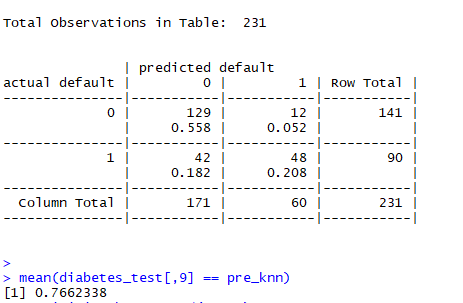 Total Observations in Table:  231
| predicted default
actual default |         0 |         1 | Row Total |
---------------|-----------|-----------|-----------|
0 |       129 |        12 |       141 |
|     0.558 |     0.052 |           |
---------------|-----------|-----------|-----------|
1 |        42 |        48 |        90 |
|     0.182 |     0.208 |           |
---------------|-----------|-----------|-----------|
Column Total |       171 |        60 |       231 |
---------------|-----------|-----------|-----------|
>
> mean(diabetes_test[,9] == pre_knn)
[1] 0.7662338